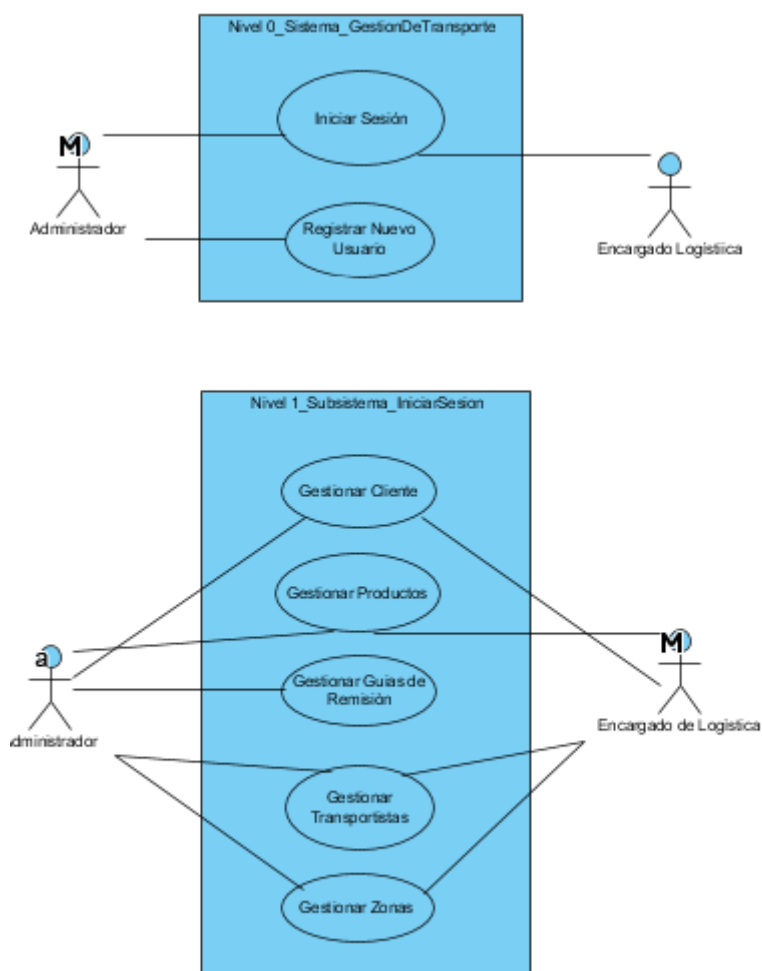 Nivel 0_Sistema_GestionDeTransporte
Iniciar Sesión
M
Administrador
Registrar Nuevo
Usuario
Encargado Logístiica
Nivel 1_Subsistema_IniciarSesion
Gestionar Cliente
Gestionar Productos
a
M
Gestionar Guias de
Remisión
dministrador
Encargado de Logistica
Gestionar
Transportistas
Gestionar Zonas